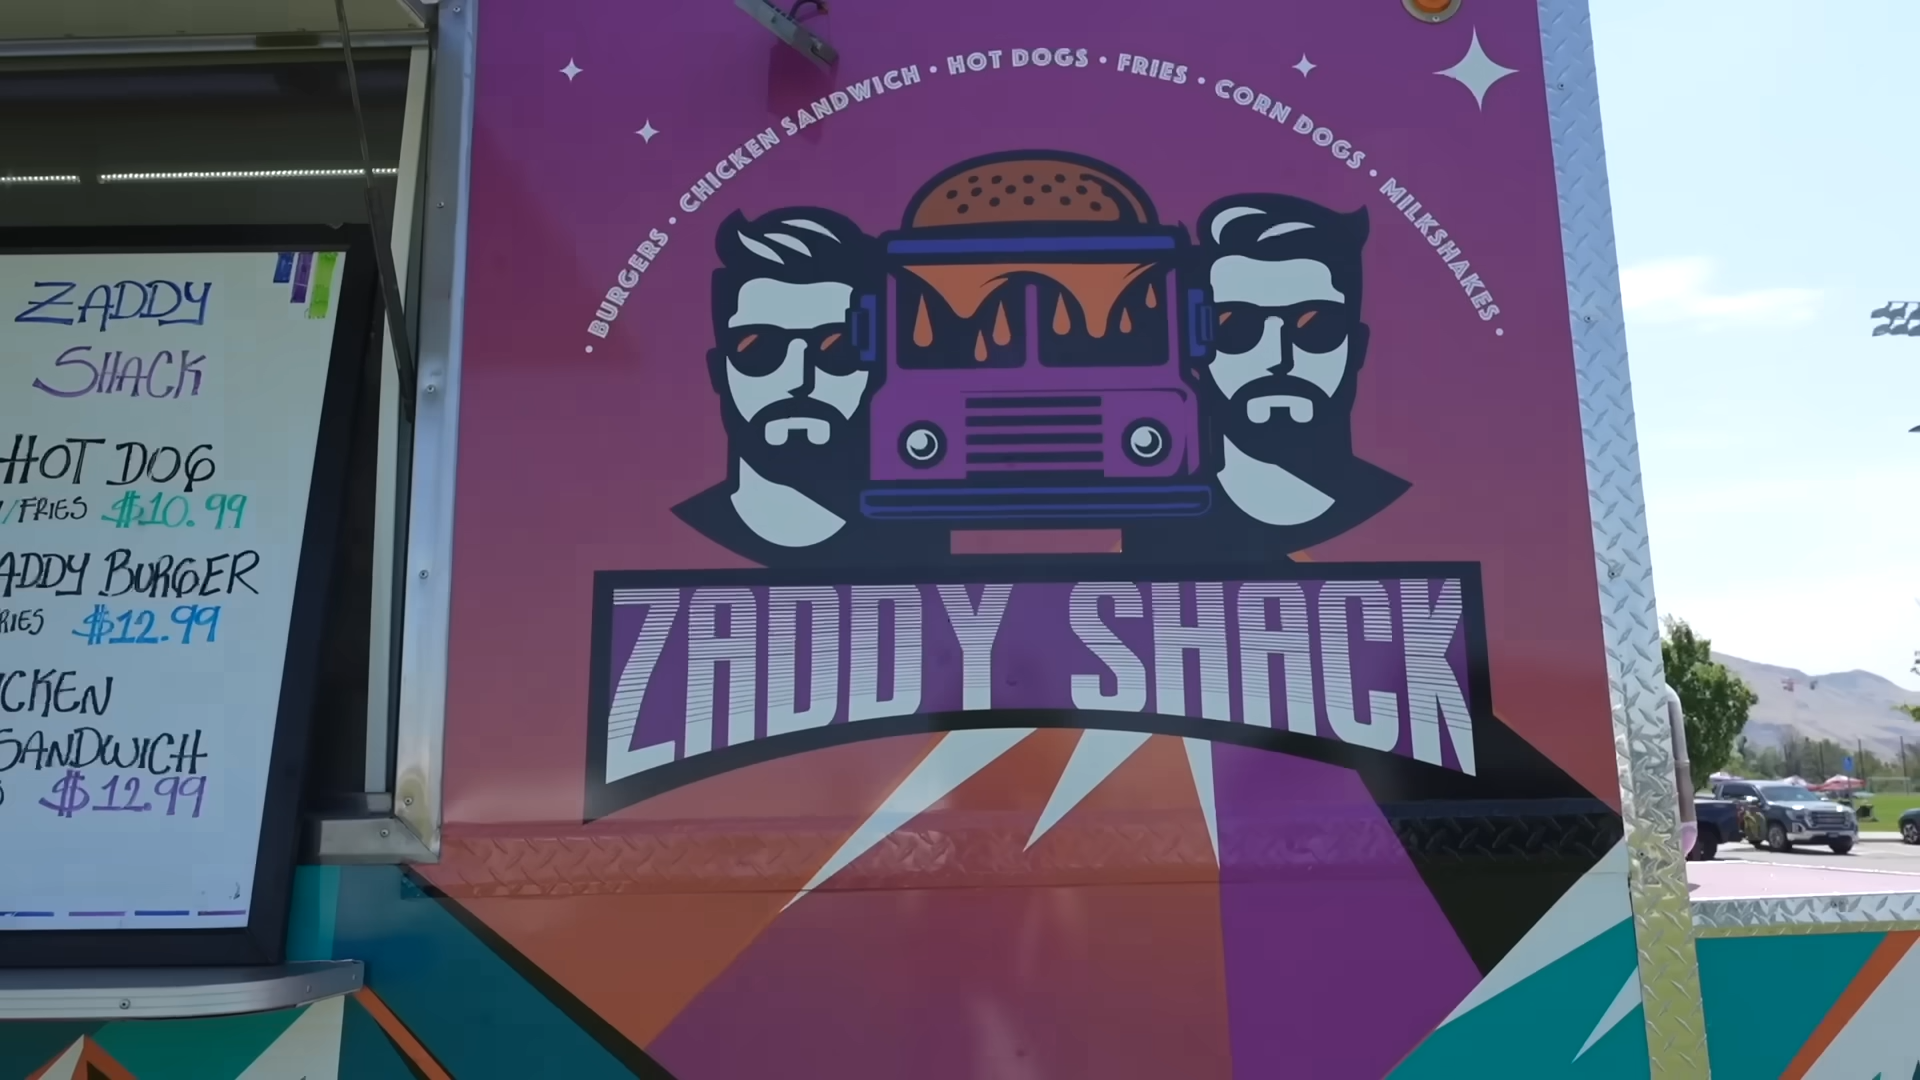 ZADDY
SHACK
HOT DOG
/FRIES $10.99
ADDY BURGER
RIES $12.99
CKEN
SANDWICH
$12.99
• BURGERS • CHICKEN SANDWICH • HOT DOGS • FRIES • CORN DOGS • MILKSHAKES •
ZADDY SHACK